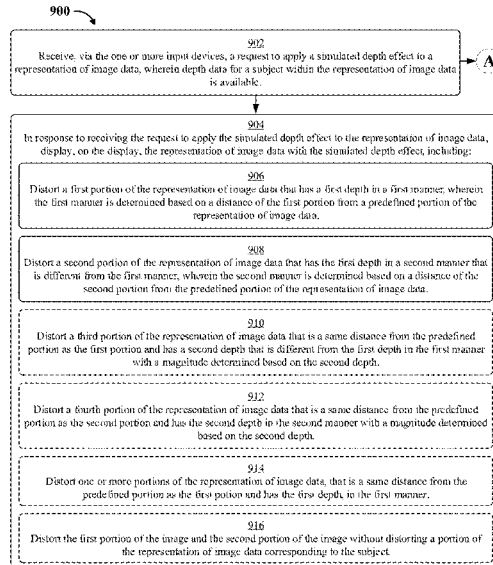 900
902
Receive, via the one or more input devices, a request to apply a simulated depth effect to a
representation of image data, wherein depth data for a subject within the representation of image data
is available.
A
904
In response to receiving the request to apply the simulated depth effect to the representation of image data,
display, on the display, the representation of image data with the simulated depth effect, including:
906
Distort a first portion of the representation of image data that has a first depth in a first manner, wherein
the first manner is determined based on a distance of the first portion from a predefined portion of the
representation of image data.
908
Distort a second portion of the representation of image data that has the first depth in a second manner
that is different from the first manner, wherein the second manner is determined based on a distance of the
second portion from the predefined portion of the representation of image data.
910
Distort a third portion of the representation of image data that is a same distance from the predefined
portion as the first portion and has a second depth that is different from the first depth in the first manner
with a magnitude determined based on the second depth.
912
Distort a fourth portion of the representation of image data that is a same distance from the predefined
portion as the second portion and has the second depth in the second manner with a magnitude determined
based on the second depth.
914
Distort one or more portions of the representation of image data, that is a same distance from the
predefined portion as the first potion and has the first depth, in the first manner.
916
Distort the first portion of the image and the second portion of the image without distorting a portion of
the representation of image data corresponding to the subject.